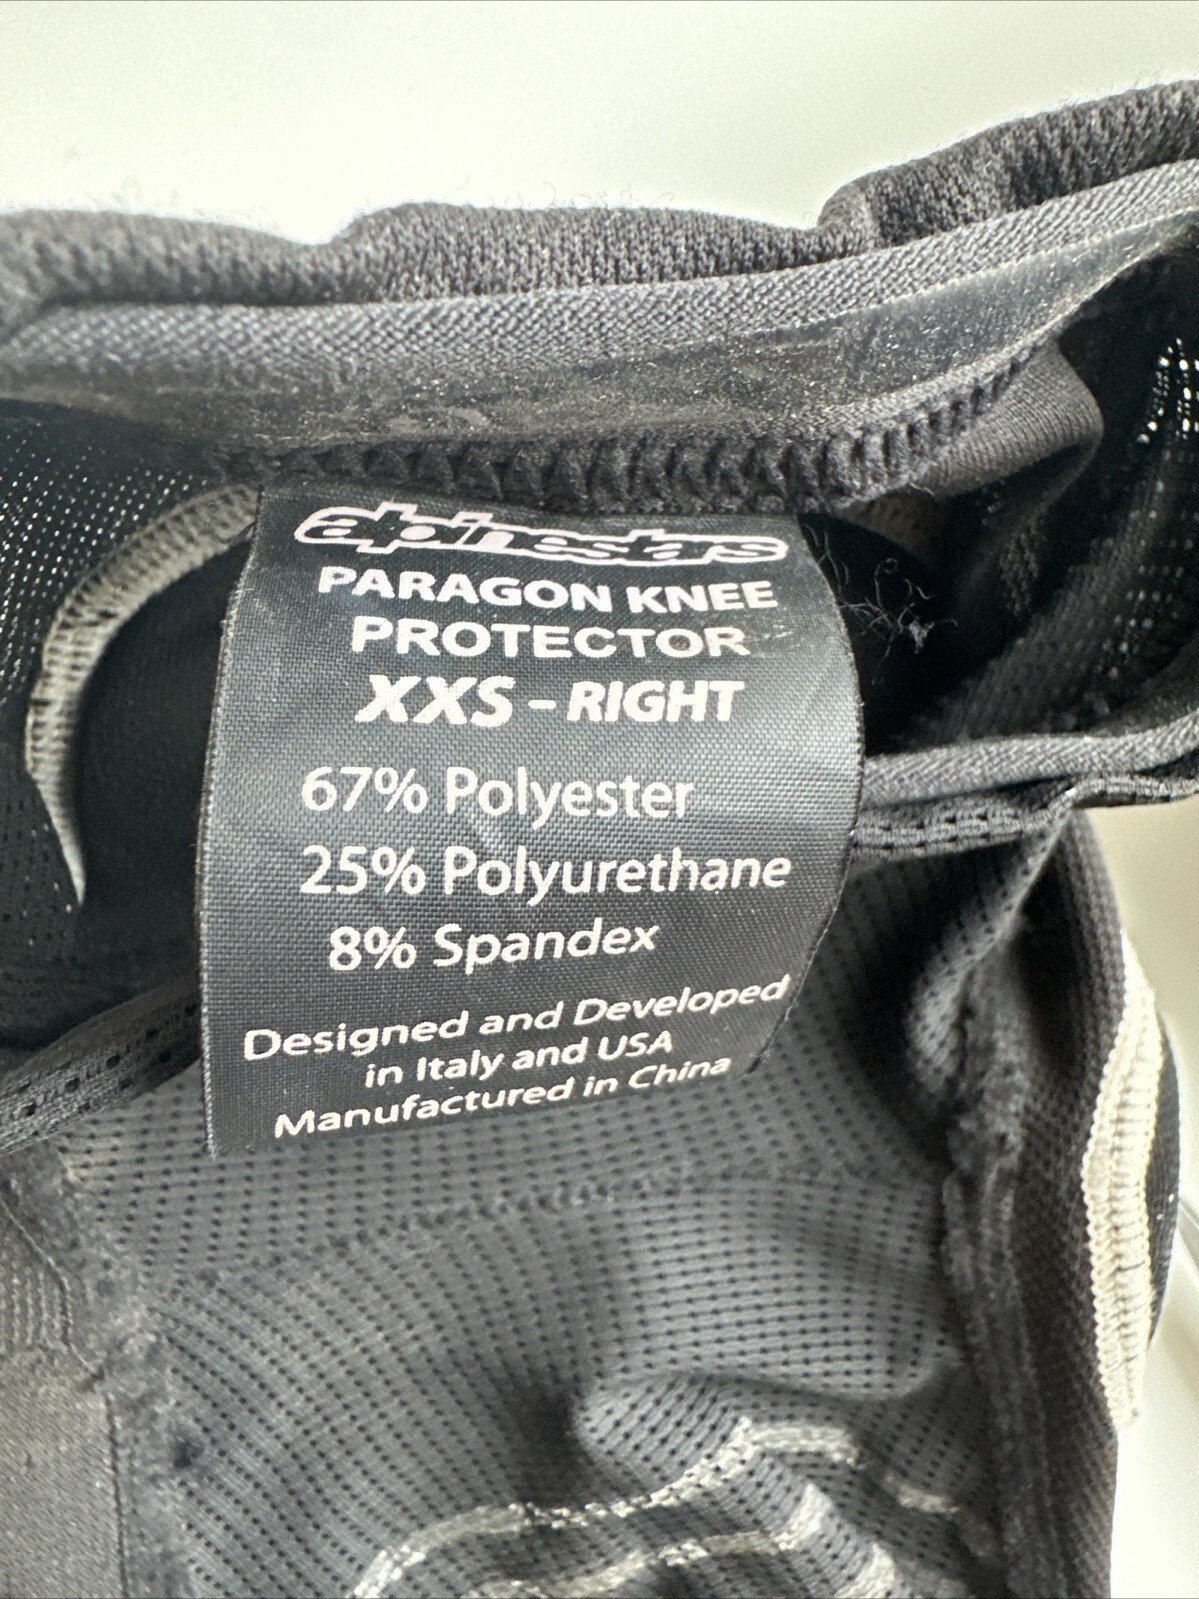 alpinestars
PARAGON KNEE
PROTECTOR
XXS - RIGHT
67% Polyester
25% Polyurethane
8% Spandex
Designed and Developed
in Italy and USA
Manufactured in China